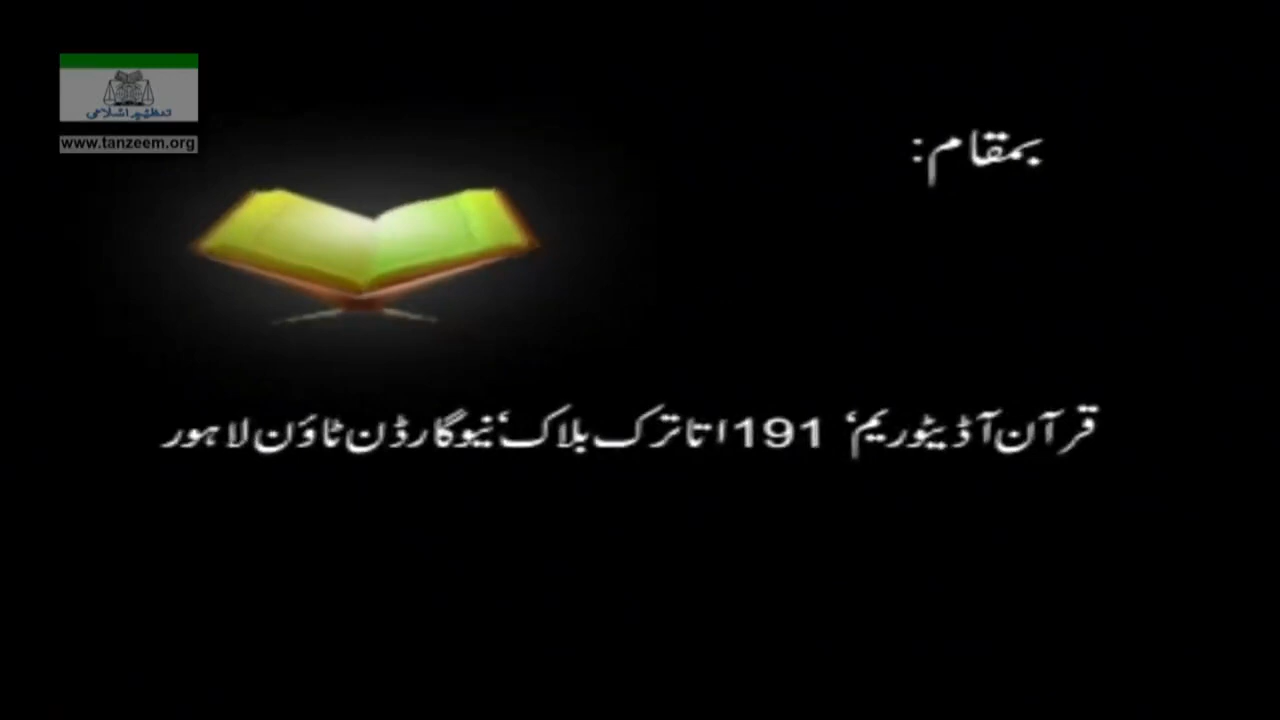 تنظیم اسلامی
www.tanzeem.org
بمقام:
قرآن آڈیٹوریم‘ 191 اتاترک بلاک‘ نیو گارڈن ٹاؤن لاہور